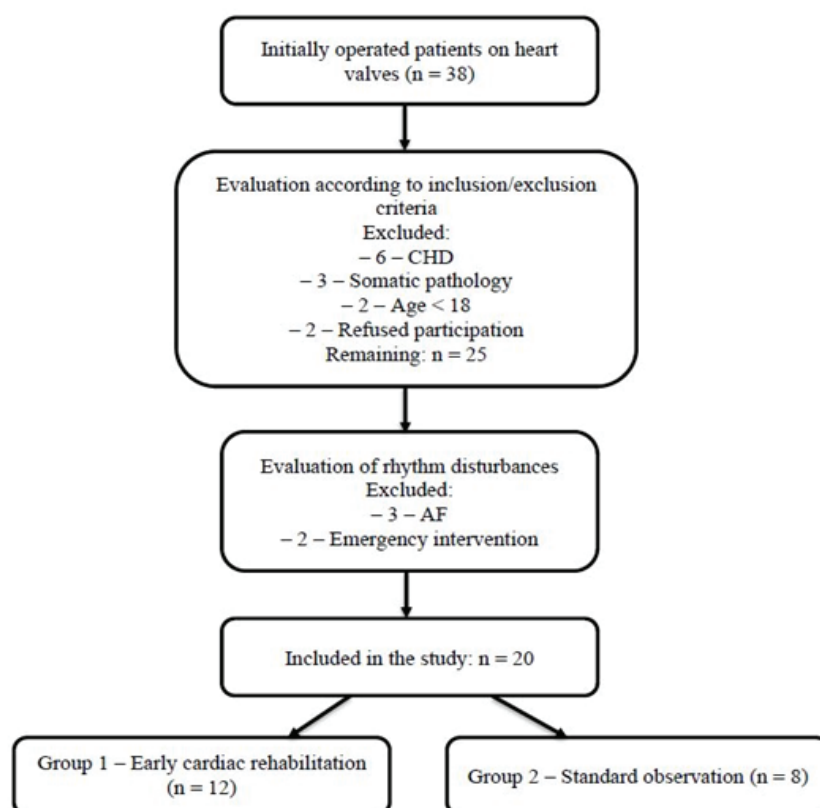 Initially operated patients on heart
valves (n = 38)
Evaluation according to inclusion/exclusion
criteria
Excluded:
– 6 – CHD
– 3 – Somatic pathology
– 2 – Age < 18
– 2 – Refused participation
Remaining: n = 25
Evaluation of rhythm disturbances
Excluded:
– 3 – AF
– 2 – Emergency intervention
Included in the study: n = 20
Group 1 – Early cardiac rehabilitation
(n = 12)
Group 2 – Standard observation (n = 8)